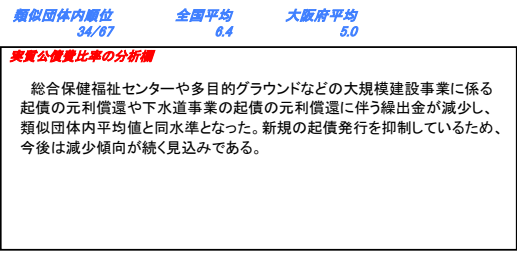 類似団体内順位 全国平均 大阪府平均
34/67 6.4 5.0
実質公債費比率の分析欄
総合保健福祉センターや多目的グラウンドなどの大規模建設事業に係る
起債の元利償還や下水道事業の起債の元利償還に伴う繰出金が減少し、
類似団体内平均値と同水準となった。新規の起債発行を抑制しているため、
今後は減少傾向が続く見込みである。